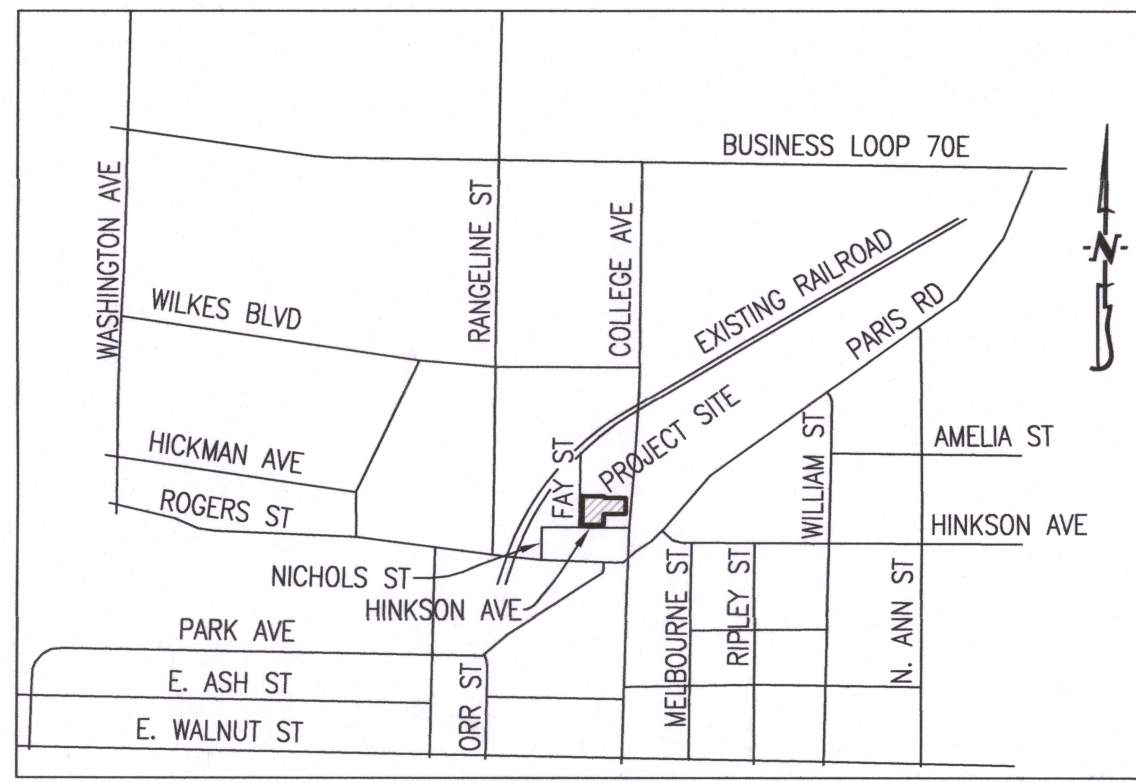 BUSINESS LOOP 70E
WASHINGTON AVE
RANGELINE ST
COLLEGE AVE
N
WILKES BLVD
EXISTING RAILROAD
PARIS RD
PROJECT SITE
HICKMAN AVE
FAY ST
WILLIAM ST
AMELIA ST
ROGERS ST
HINKSON AVE
NICHOLS ST
HINKSON AVE
MELBOURNE ST
RIPLEY ST
N. ANN ST
PARK AVE
E. ASH ST
ORR ST
E. WALNUT ST